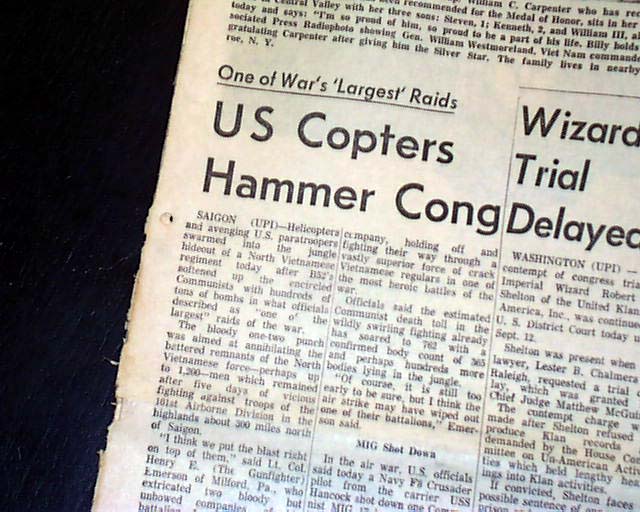 Central Valley with her three sons: Steven, 1; Kenneth, 2, and William III,
today and says: "I'm so proud of him, so proud to be a part of his life. Billy holds
sociated Press Radiophoto showing Gen. William Westmoreland, Viet Nam commande
gratulating Carpenter after giving him the Silver Star. The family lives in nearby
roe, N. Y.
One of War's 'Largest' Raids
US Copters
Hammer Cong
SAIGON (UPI)—Helicopters
and avenging U.S. paratroopers
swarmed into the jungle
hideout of a North Vietnamese
regiment today after B52's
softened up the encircled
Communists with hundreds of
tons of bombs in what officials
described as "one of the
largest" raids of the war.
The bloody one-two punch
was aimed at annihilating the
battered remnants of the North
Vietnamese force—perhaps up
to 1,200—men which remained
after five days of vicious
fighting against troops of the
101st Airborne Division in the
highlands about 300 miles north
of Saigon.
"I think we put the blast right
on top of them," said Lt. Col.
Henry E. (The Gunfighter)
Emerson of Milford, Pa., who
extricated two bloody but
unbowed companies of
battalion
company, holding off and
fighting their way through a
vastly superior force of crack
Vietnamese regulars in one of
the most heroic battles of the
war.
Officials said the estimated
Communist death toll in the
wildly swirling fighting already
has soared to 762 with a
confirmed body count of 365
and perhaps hundreds more
bodies lying in the jungle.
"Of course, it is still too
early to be sure, but I think the
air strike may have wiped out
one of their battalions," Emer-
son said.
MIG Shot Down
In the air war, U.S. officials
said today a Navy F8 Crusader
pilot from the carrier USS
Hancock shot down one Com
nist MIG
Wizard
Trial
Delayed
WASHINGTON (UPI) —
contempt of congress tria
Imperial Wizard Robert
Shelton of the United Klan
America, Inc., was continue
U. S. District Court today
Sept. 12.
Shelton was present when
lawyer, Lester B. Chalmer
Raleigh, requested a trial
lay, which was granted
Chief Judge Matthew McGu
The contempt charge w
made after Shelton refused
produce Klan records
demanded by the House Co
mittee on Un-American Acti
ties which held lengthy hea
ings into Klan activities.
If convicted, Shelton faces
possible sentence of one